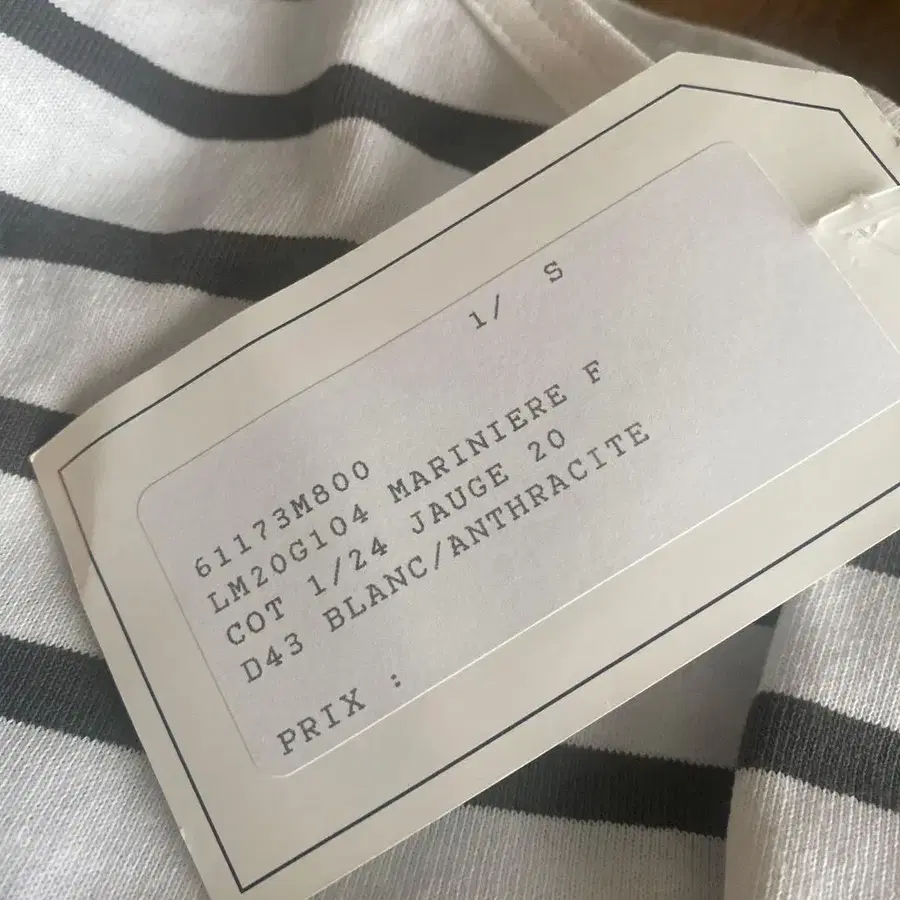 1/ S
61173M800
LM20G104 MARINIERE F
COT 1/24 JAUGE 20
D43 BLANC/ANTHRACITE
PRIX :